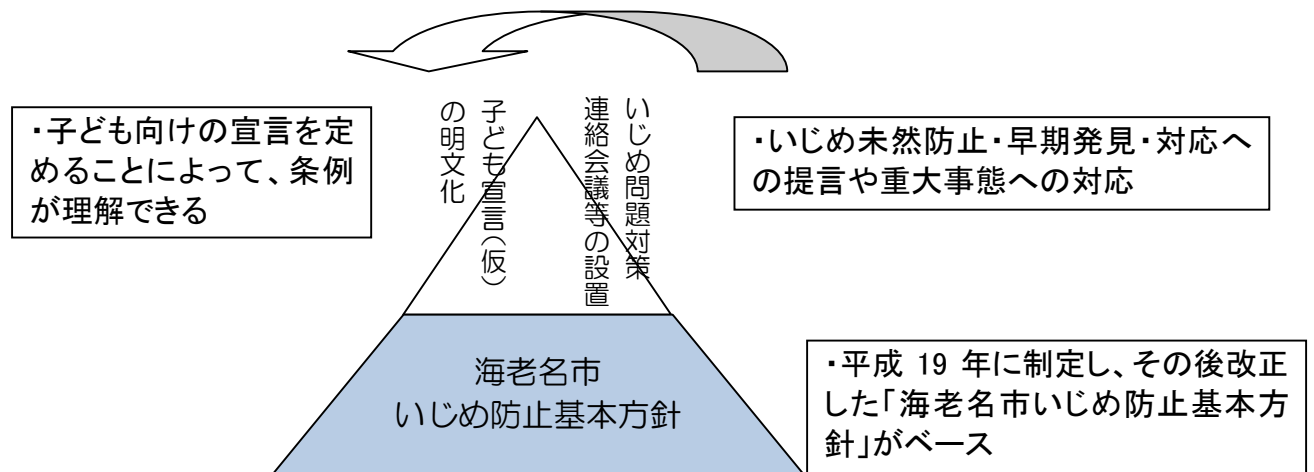 ・子ども向けの宣言を定
めることによって、条例
が理解できる
子ども宣言（仮）
の明文化
いじめ問題対策
連絡会議等の設置
・いじめ未然防止・早期発見・対応へ
の提言や重大事態への対応
海老名市
いじめ防止基本方針
・平成 19 年に制定し、その後改正
した「海老名市いじめ防止基本方
針」がベース